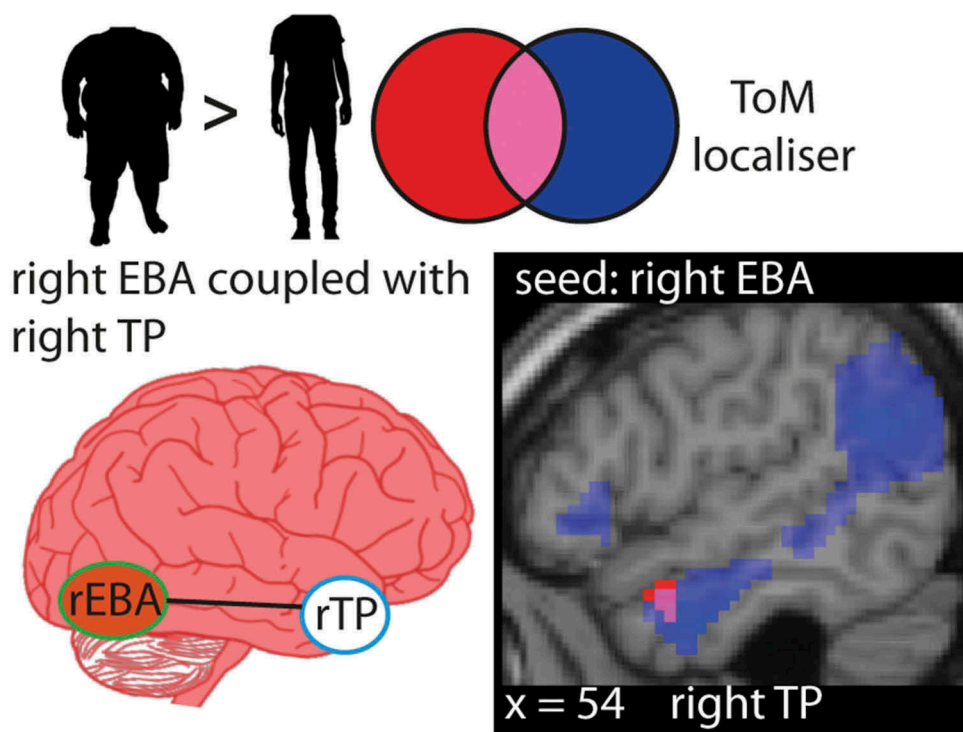 >
ToM
localiser
right EBA coupled with
right TP
seed: right EBA
rEBA
rTP
x = 54 right TP